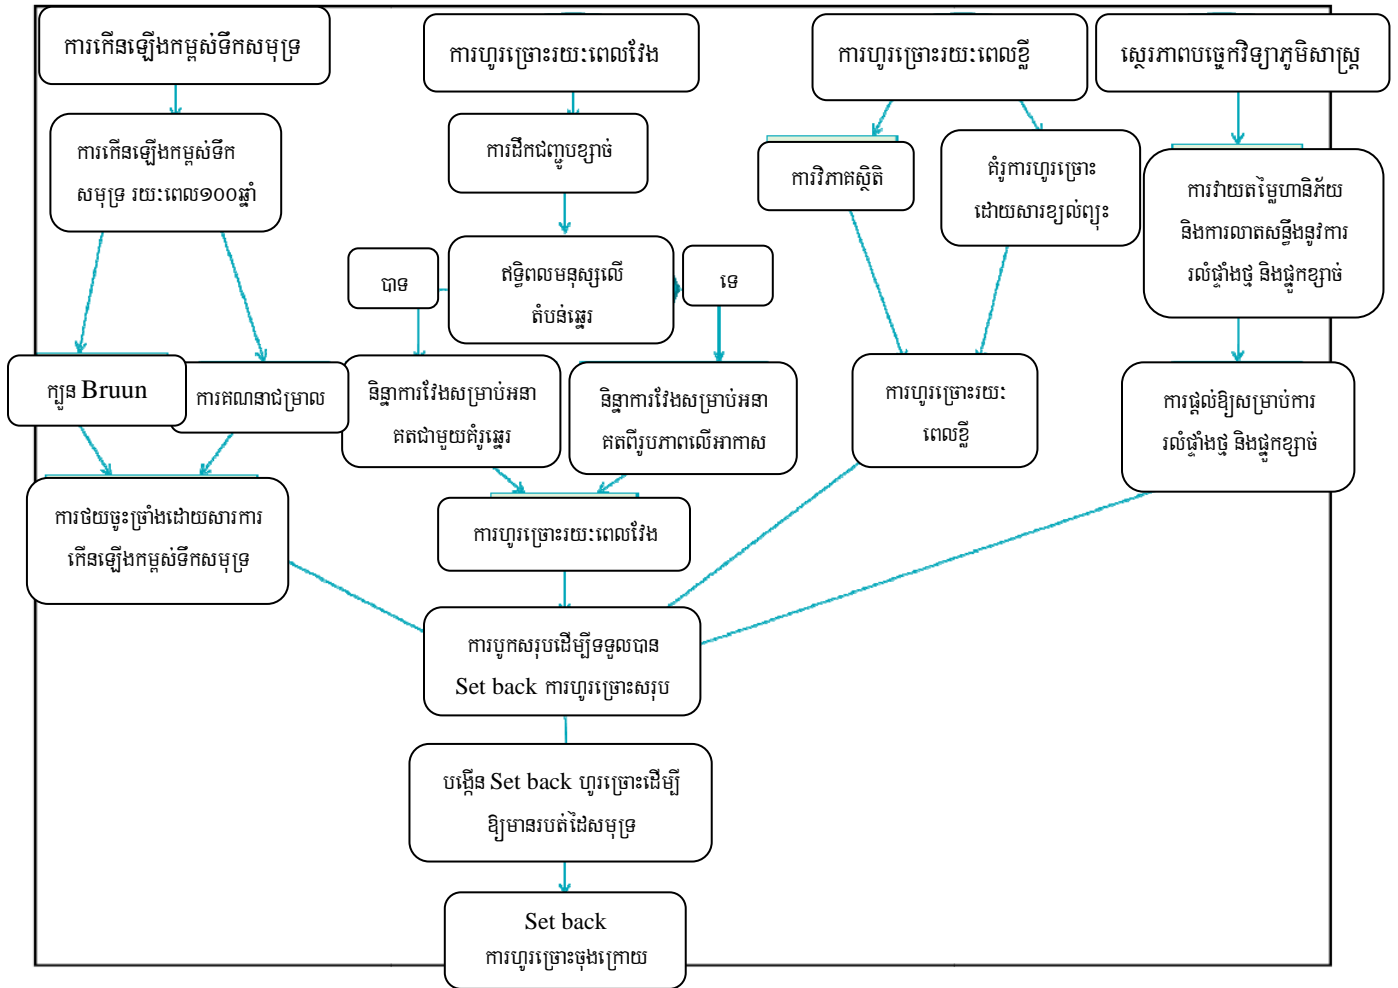 ការកើនឡើងកម្ពស់ទឹកសមុទ្រ
ការហូរច្រោះរយៈពេលវែង
ការហូរច្រោះរយៈពេលខ្លី
ស្ថេរភាពបច្ចេកវិទ្យាភូមិសាស្ត្រ
ការកើនឡើងកម្ពស់ទឹក
សមុទ្រ រយៈពេល១០០ឆ្នាំ
ការដឹកជញ្ជូបខ្សាច់
ការវិភាគស្ថិតិ
គំរូការហូរច្រោះ
ដោយសារខ្យល់ព្យុះ
ការវាយតម្លៃហានិភ័យ
និងការលាតសន្ធឹងនូវការ
រលំផ្ទាំងថ្ម និងផ្នូកខ្សាច់
បាទ
ឥទ្ធិពលមនុស្សលើ
តំបន់ឆ្នេរ
ទេ
ក្បួន Bruun
ការគណនាជម្រាល
និន្នាការវែងសម្រាប់អនា
គតជាមួយគំរូឆ្នេរ
និន្នាការវែងសម្រាប់អនា
គតពីរូបភាពលើអាកាស
ការហូរច្រោះរយៈ
ពេលខ្លី
ការផ្តល់ឱ្យសម្រាប់ការ
រលំផ្ទាំងថ្ម និងផ្នូកខ្សាច់
ការថយចូះច្រាំងដោយសារការ
កើនឡើងកម្ពស់ទឹកសមុទ្រ
ការហូរច្រោះរយៈពេលវែង
ការបូកសរុបដើម្បីទទួលបាន
Set back ការហូរច្រោះសរុប
បង្កើន Set back ហូរច្រោះដើម្បី
ឱ្យមានរបត់ដៃសមុទ្រ
Set back
ការហូរច្រោះចុងក្រោយ